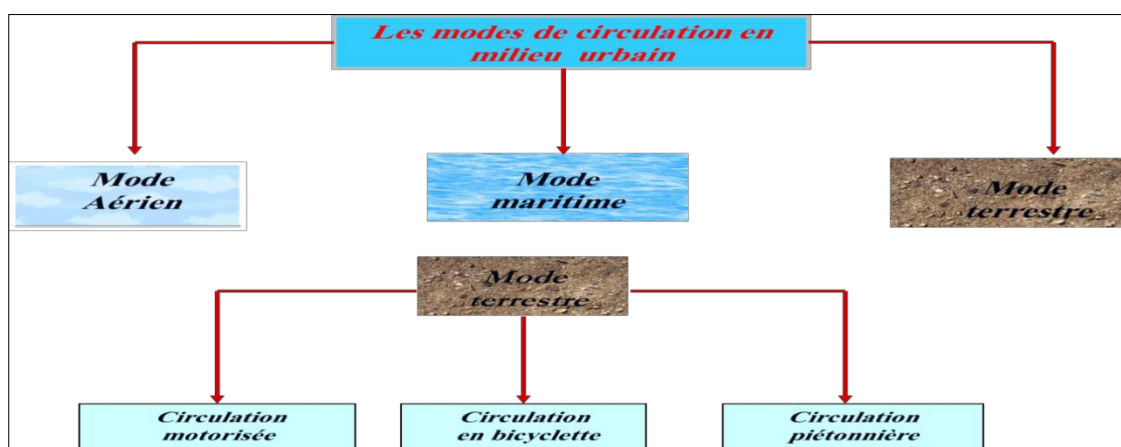 Les modes de circulation en
milieu urbain
Mode
Aérien
Mode
maritime
Mode
terrestre
Mode
terrestre
Circulation
motorisée
Circulation
en bicyclette
Circulation
piétonnière